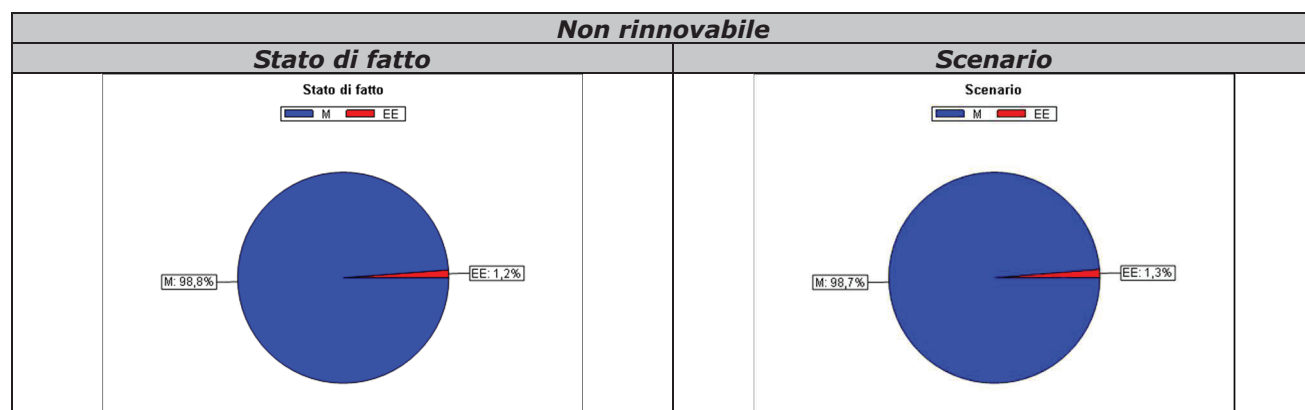 Non rinnovabile
Stato di fatto
Scenario
Stato di fatto
M EE
M: 98,8%
EE: 1,2%
Scenario
M EE
M: 98,7%
EE: 1,3%